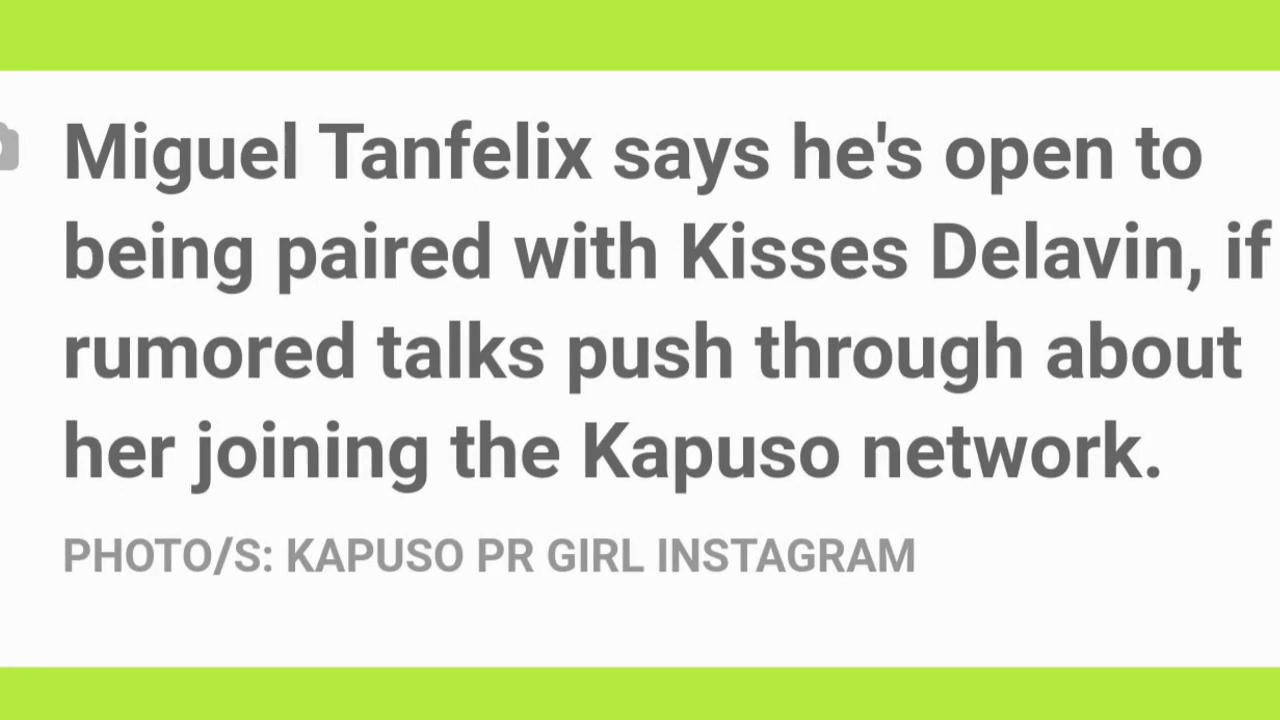 Miguel Tanfelix says he's open to
being paired with Kisses Delavin, if
rumored talks push through about
her joining the Kapuso network.
PHOTO/S: KAPUSO PR GIRL INSTAGRAM